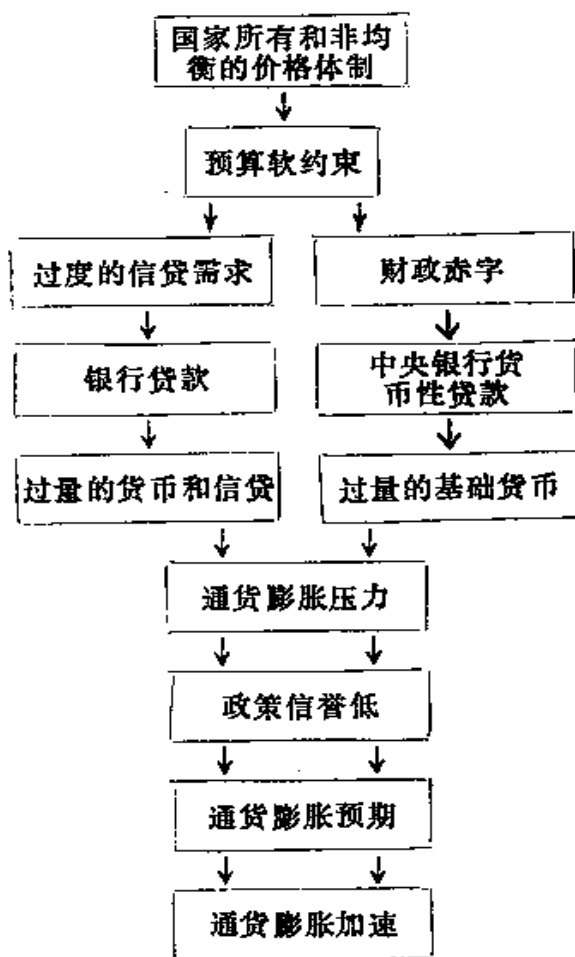 国家所有和非均
衡的价格体制
预算软约束
过度的信贷需求
财政赤字
银行贷款
中央银行货
币性贷款
过量的货币和信贷
过量的基础货币
通货膨胀压力
政策信誉低
通货膨胀预期
通货膨胀加速